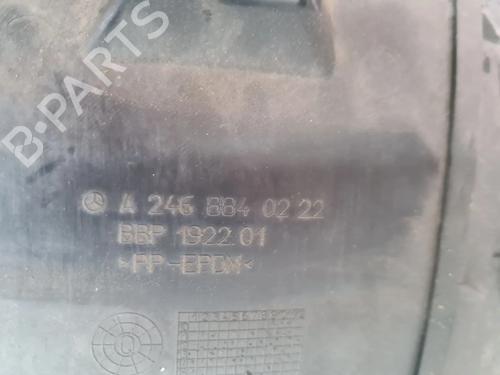 B-PARTS
A 246 884 02 22
BBP 1922 01
>PP-EPDM<